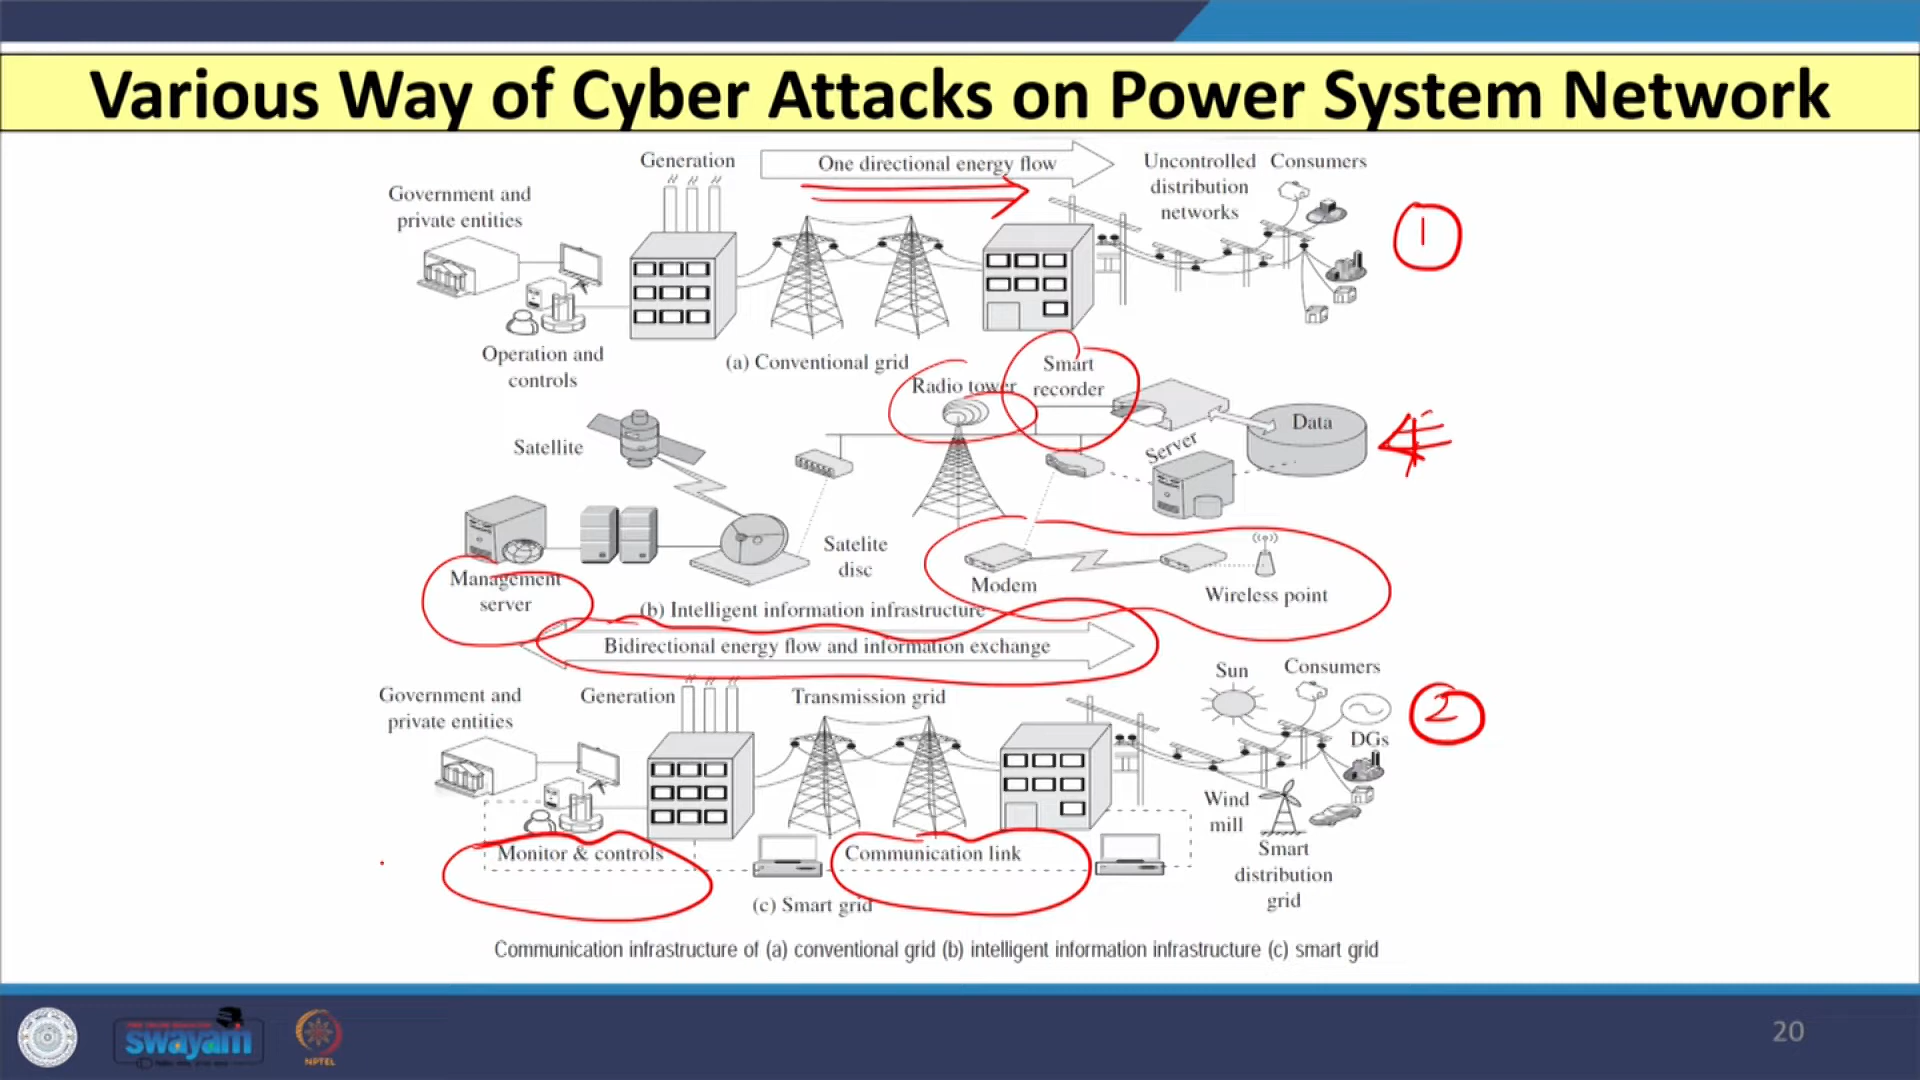 Various Way of Cyber Attacks on Power System Network
Generation
One directional energy flow
Uncontrolled
distribution
networks
Consumers
Government and
private entities
1
Operation and
controls
(a) Conventional grid
Radio tower
Smart
recorder
Satellite
Data
Server
Management
server
Satelite
disc
Modem
Wireless point
(b) Intelligent information infrastructure
Bidirectional energy flow and information exchange
Government and
private entities
Generation
Transmission grid
Sun
Consumers
2
DGs
Wind
mill
Monitor & controls
Communication link
Smart
distribution
grid
(c) Smart grid
Communication infrastructure of (a) conventional grid (b) intelligent information infrastructure (c) smart grid
swayam
NPTEL
20